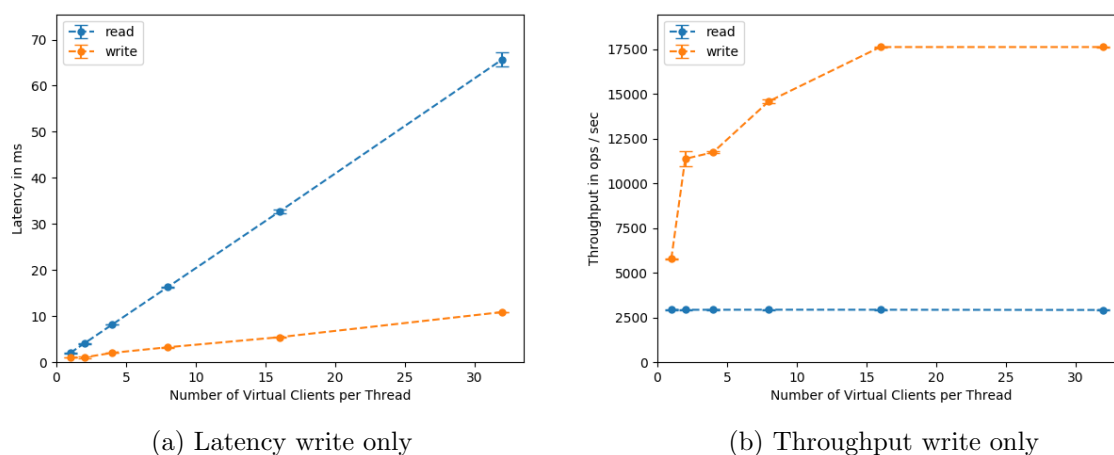 read
write
70
60
50
40
30
20
10
0
Latency in ms
0 5 10 15 20 25 30
Number of Virtual Clients per Thread
(a) Latency write only
read
write
17500
15000
12500
10000
7500
5000
2500
0
Throughput in ops / sec
0 5 10 15 20 25 30
Number of Virtual Clients per Thread
(b) Throughput write only